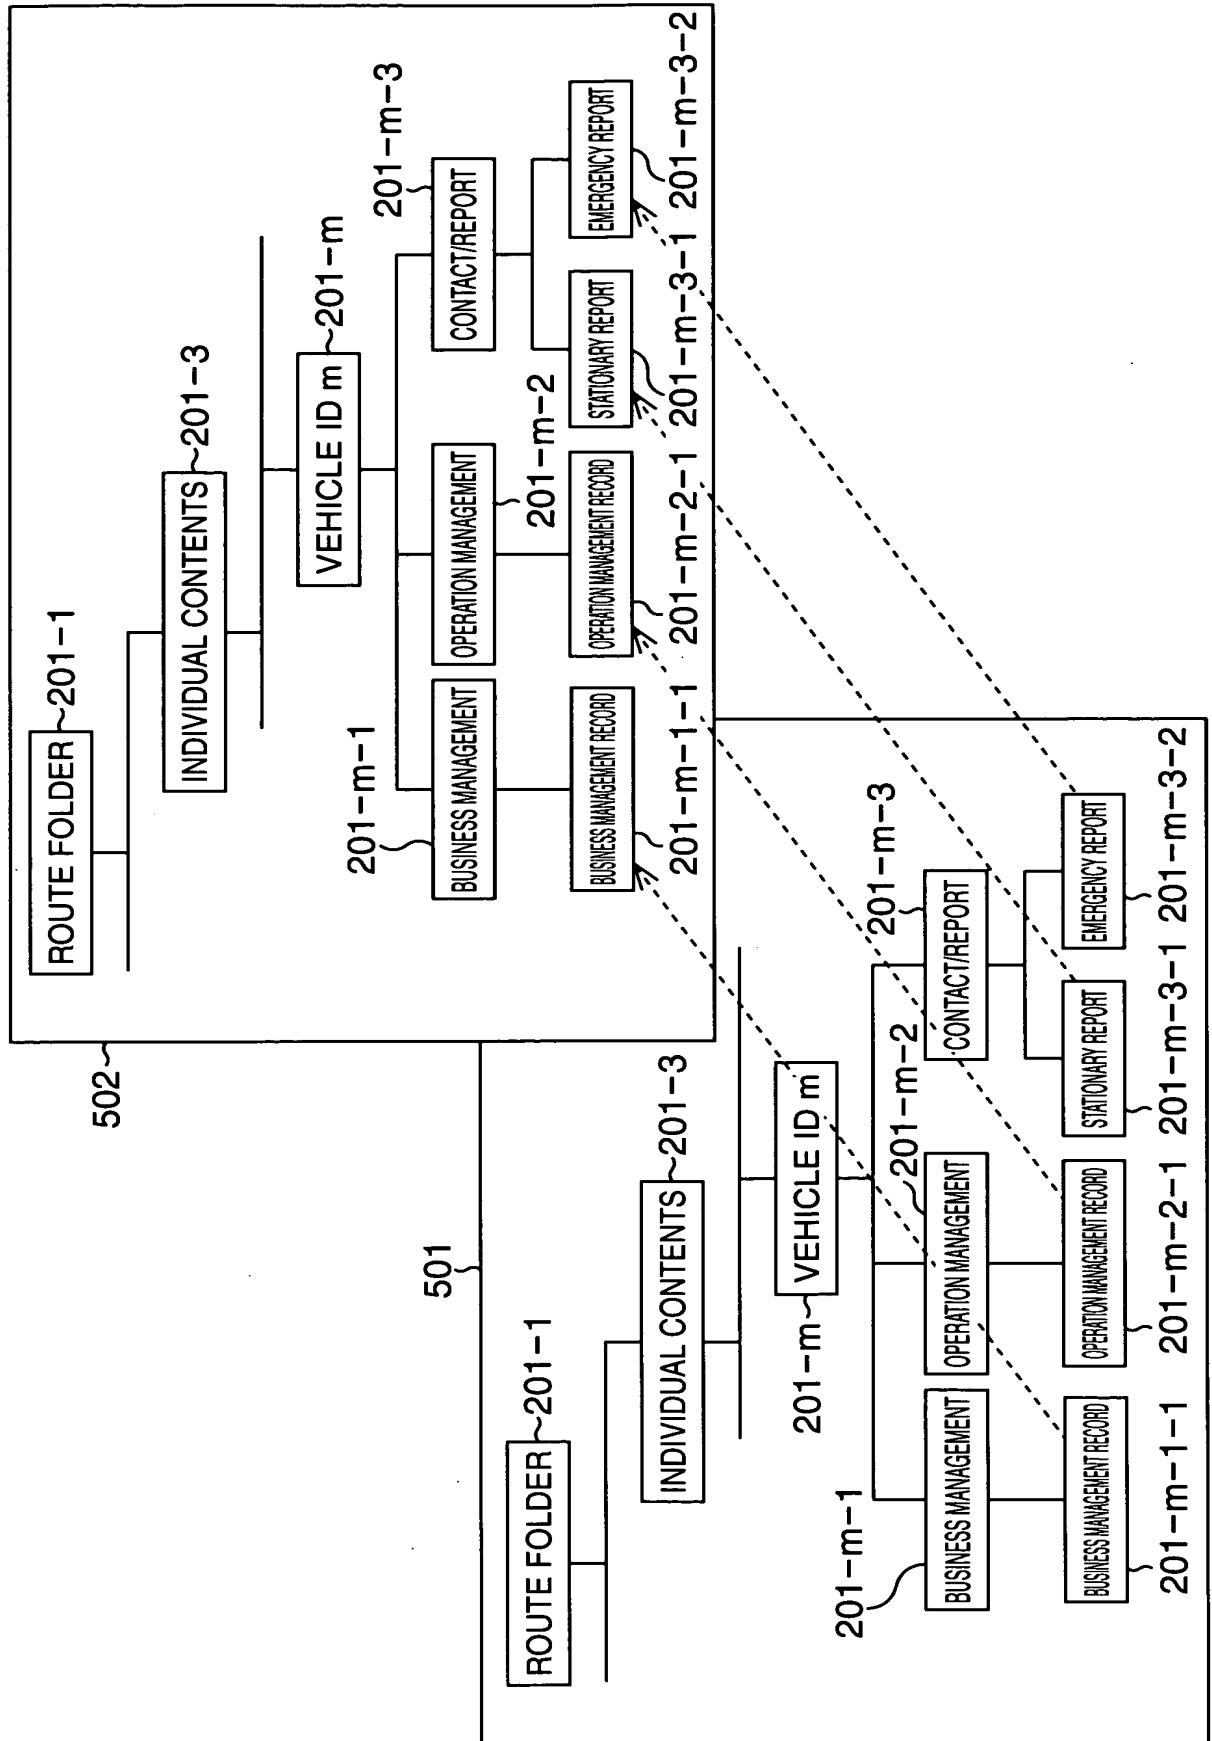 502
ROUTE FOLDER
201-1
INDIVIDUAL CONTENTS
201-3
VEHICLE ID m
201-m
201-m-1
BUSINESS MANAGEMENT
OPERATION MANAGEMENT
201-m-2
CONTACT/REPORT
201-m-3
BUSINESS MANAGEMENT RECORD
OPERATION MANAGEMENT RECORD
STATIONARY REPORT
EMERGENCY REPORT
201-m-1-1
201-m-2-1
201-m-3-1
201-m-3-2
501
ROUTE FOLDER
201-1
INDIVIDUAL CONTENTS
201-3
201-m
VEHICLE ID m
201-m-1
BUSINESS MANAGEMENT
OPERATION MANAGEMENT
201-m-2
CONTACT/REPORT
201-m-3
BUSINESS MANAGEMENT RECORD
OPERATION MANAGEMENT RECORD
STATIONARY REPORT
EMERGENCY REPORT
201-m-1-1
201-m-2-1
201-m-3-1
201-m-3-2